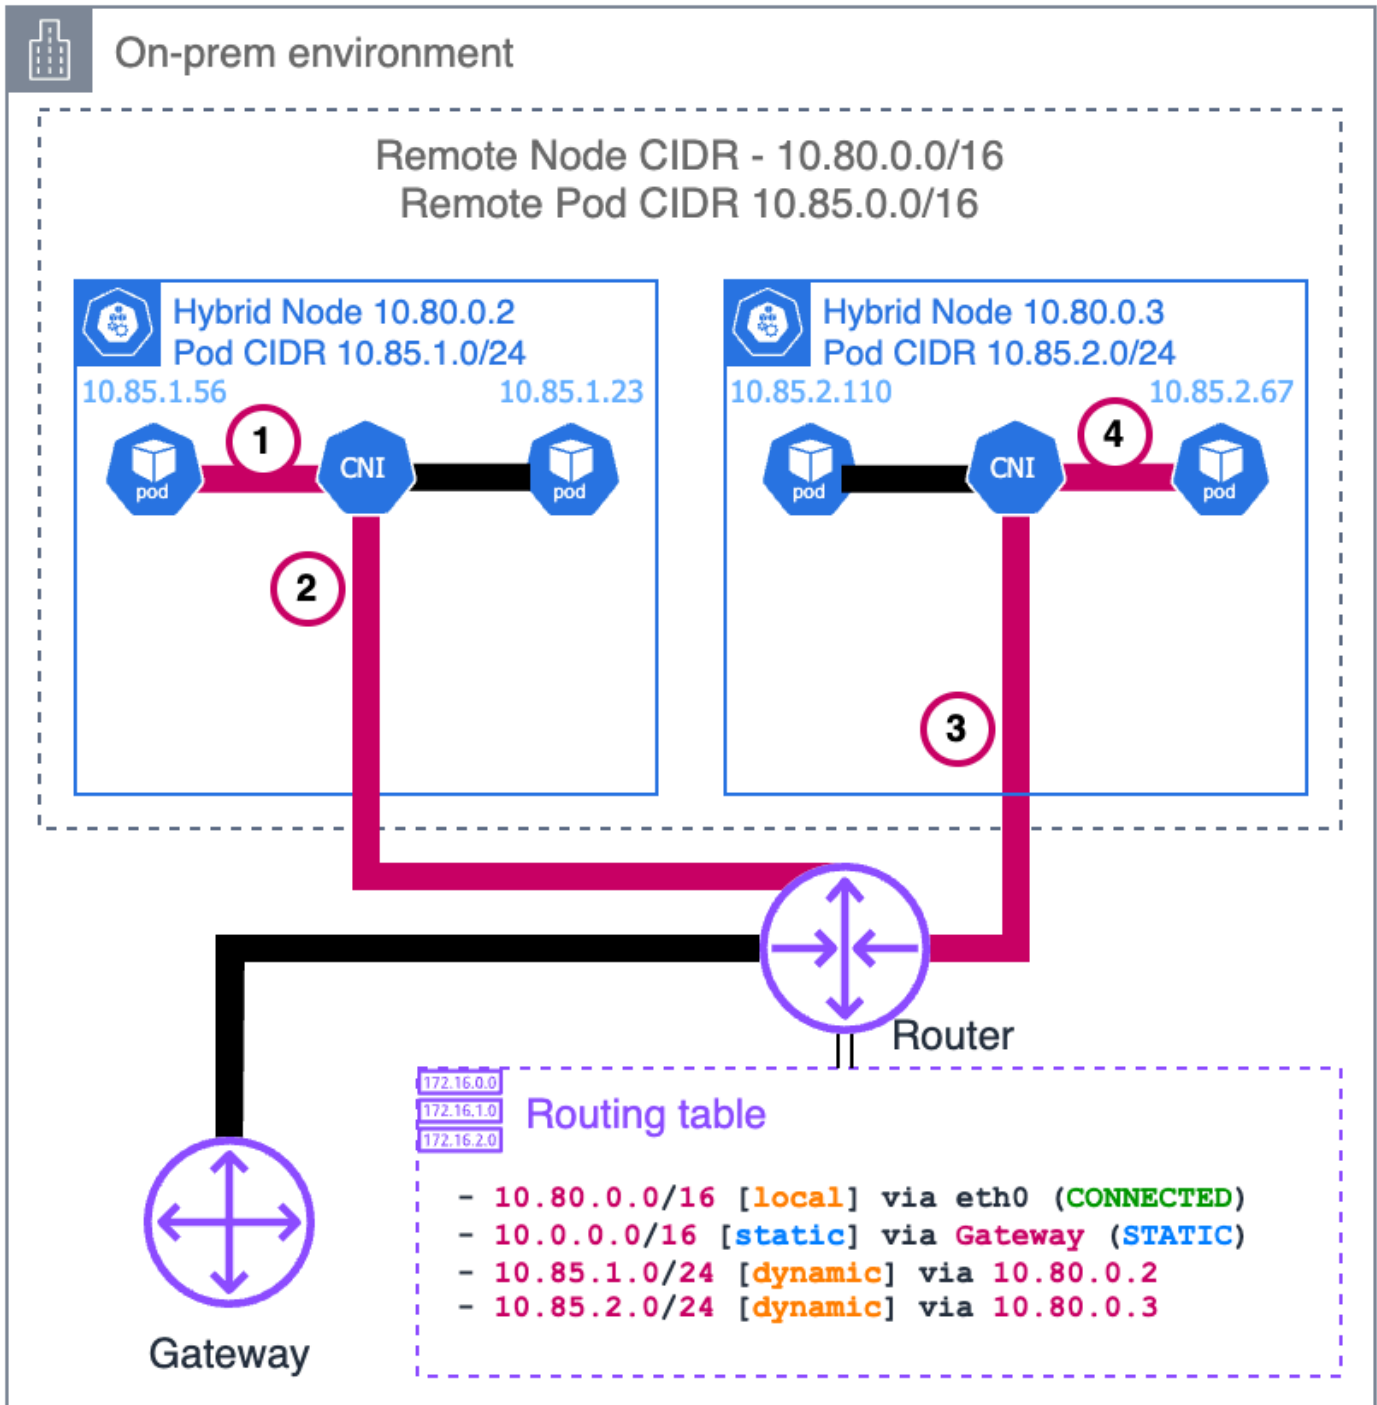 On-prem environment
Remote Node CIDR - 10.80.0.0/16
Remote Pod CIDR 10.85.0.0/16
Hybrid Node 10.80.0.2
Pod CIDR 10.85.1.0/24
10.85.1.56
10.85.1.23
1
pod
CNI
pod
2
Hybrid Node 10.80.0.3
Pod CIDR 10.85.2.0/24
10.85.2.110
10.85.2.67
4
pod
CNI
pod
3
Router
Gateway
172.16.0.0
172.16.1.0
172.16.2.0
Routing table
- 10.80.0.0/16 [local] via eth0 (CONNECTED)
- 10.0.0.0/16 [static] via Gateway (STATIC)
- 10.85.1.0/24 [dynamic] via 10.80.0.2
- 10.85.2.0/24 [dynamic] via 10.80.0.3